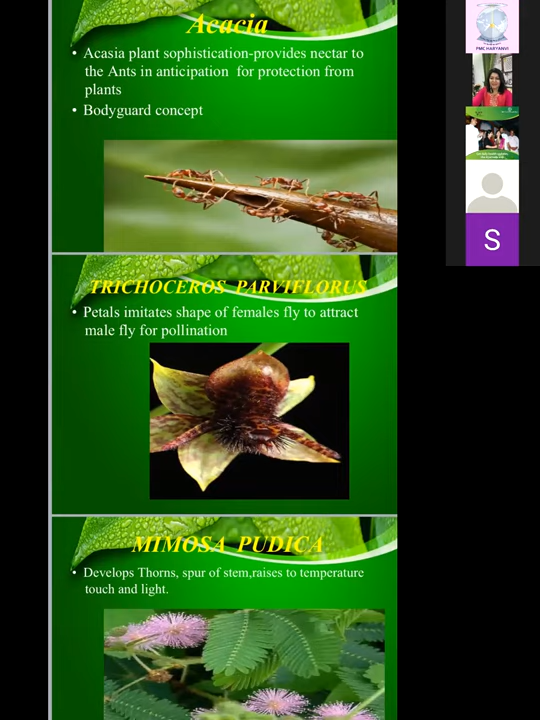 Acacia
• Acasia plant sophistication-provides nectar to
the Ants in anticipation for protection from
plants
• Bodyguard concept
TRICHOCEROS PARVIFLORUS
• Petals imitates shape of females fly to attract
male fly for pollination
MIMOSA PUDICA
• Develops Thorns, spur of stem,raises to temperature
touch and light.
PMC HARYANVI
S